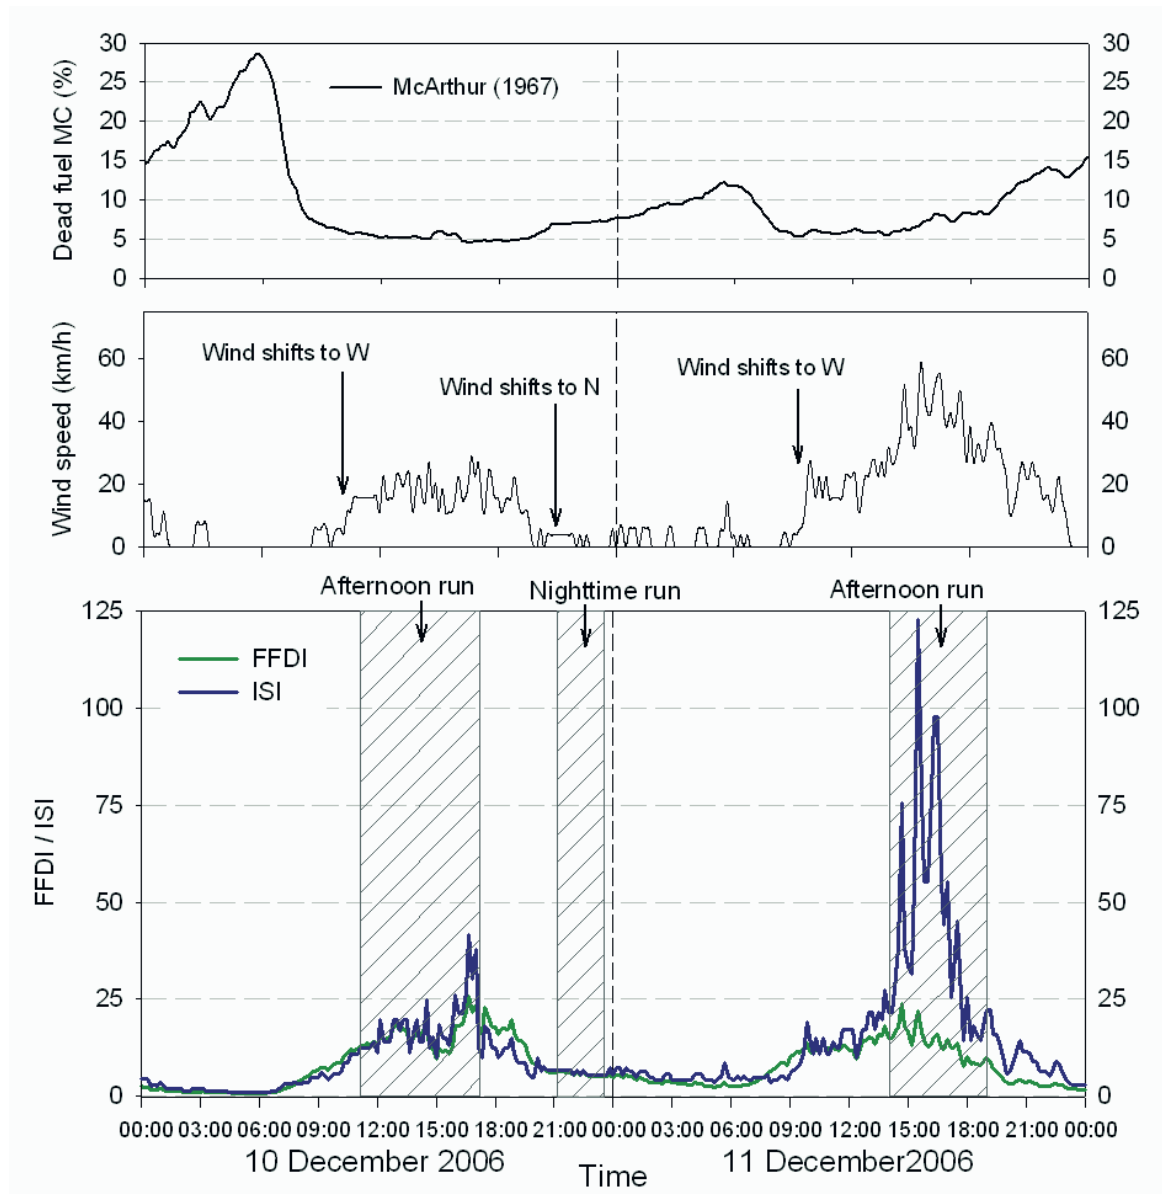 30
25
20
15
10
5
0
Dead fuel MC (%)
McArthur (1967)
30
25
20
15
10
5
0
60
40
20
0
Wind speed (km/h)
Wind shifts to W
Wind shifts to N
Wind shifts to W
60
40
20
0
Afternoon run
Nighttime run
Afternoon run
125
100
75
50
25
0
FFDI / ISI
FFDI
ISI
125
100
75
50
25
0
00:00 03:00 06:00 09:00 12:00 15:00 18:00 21:00 00:00 03:00 06:00 09:00 12:00 15:00 18:00 21:00 00:00
10 December 2006
11 December2006
Time